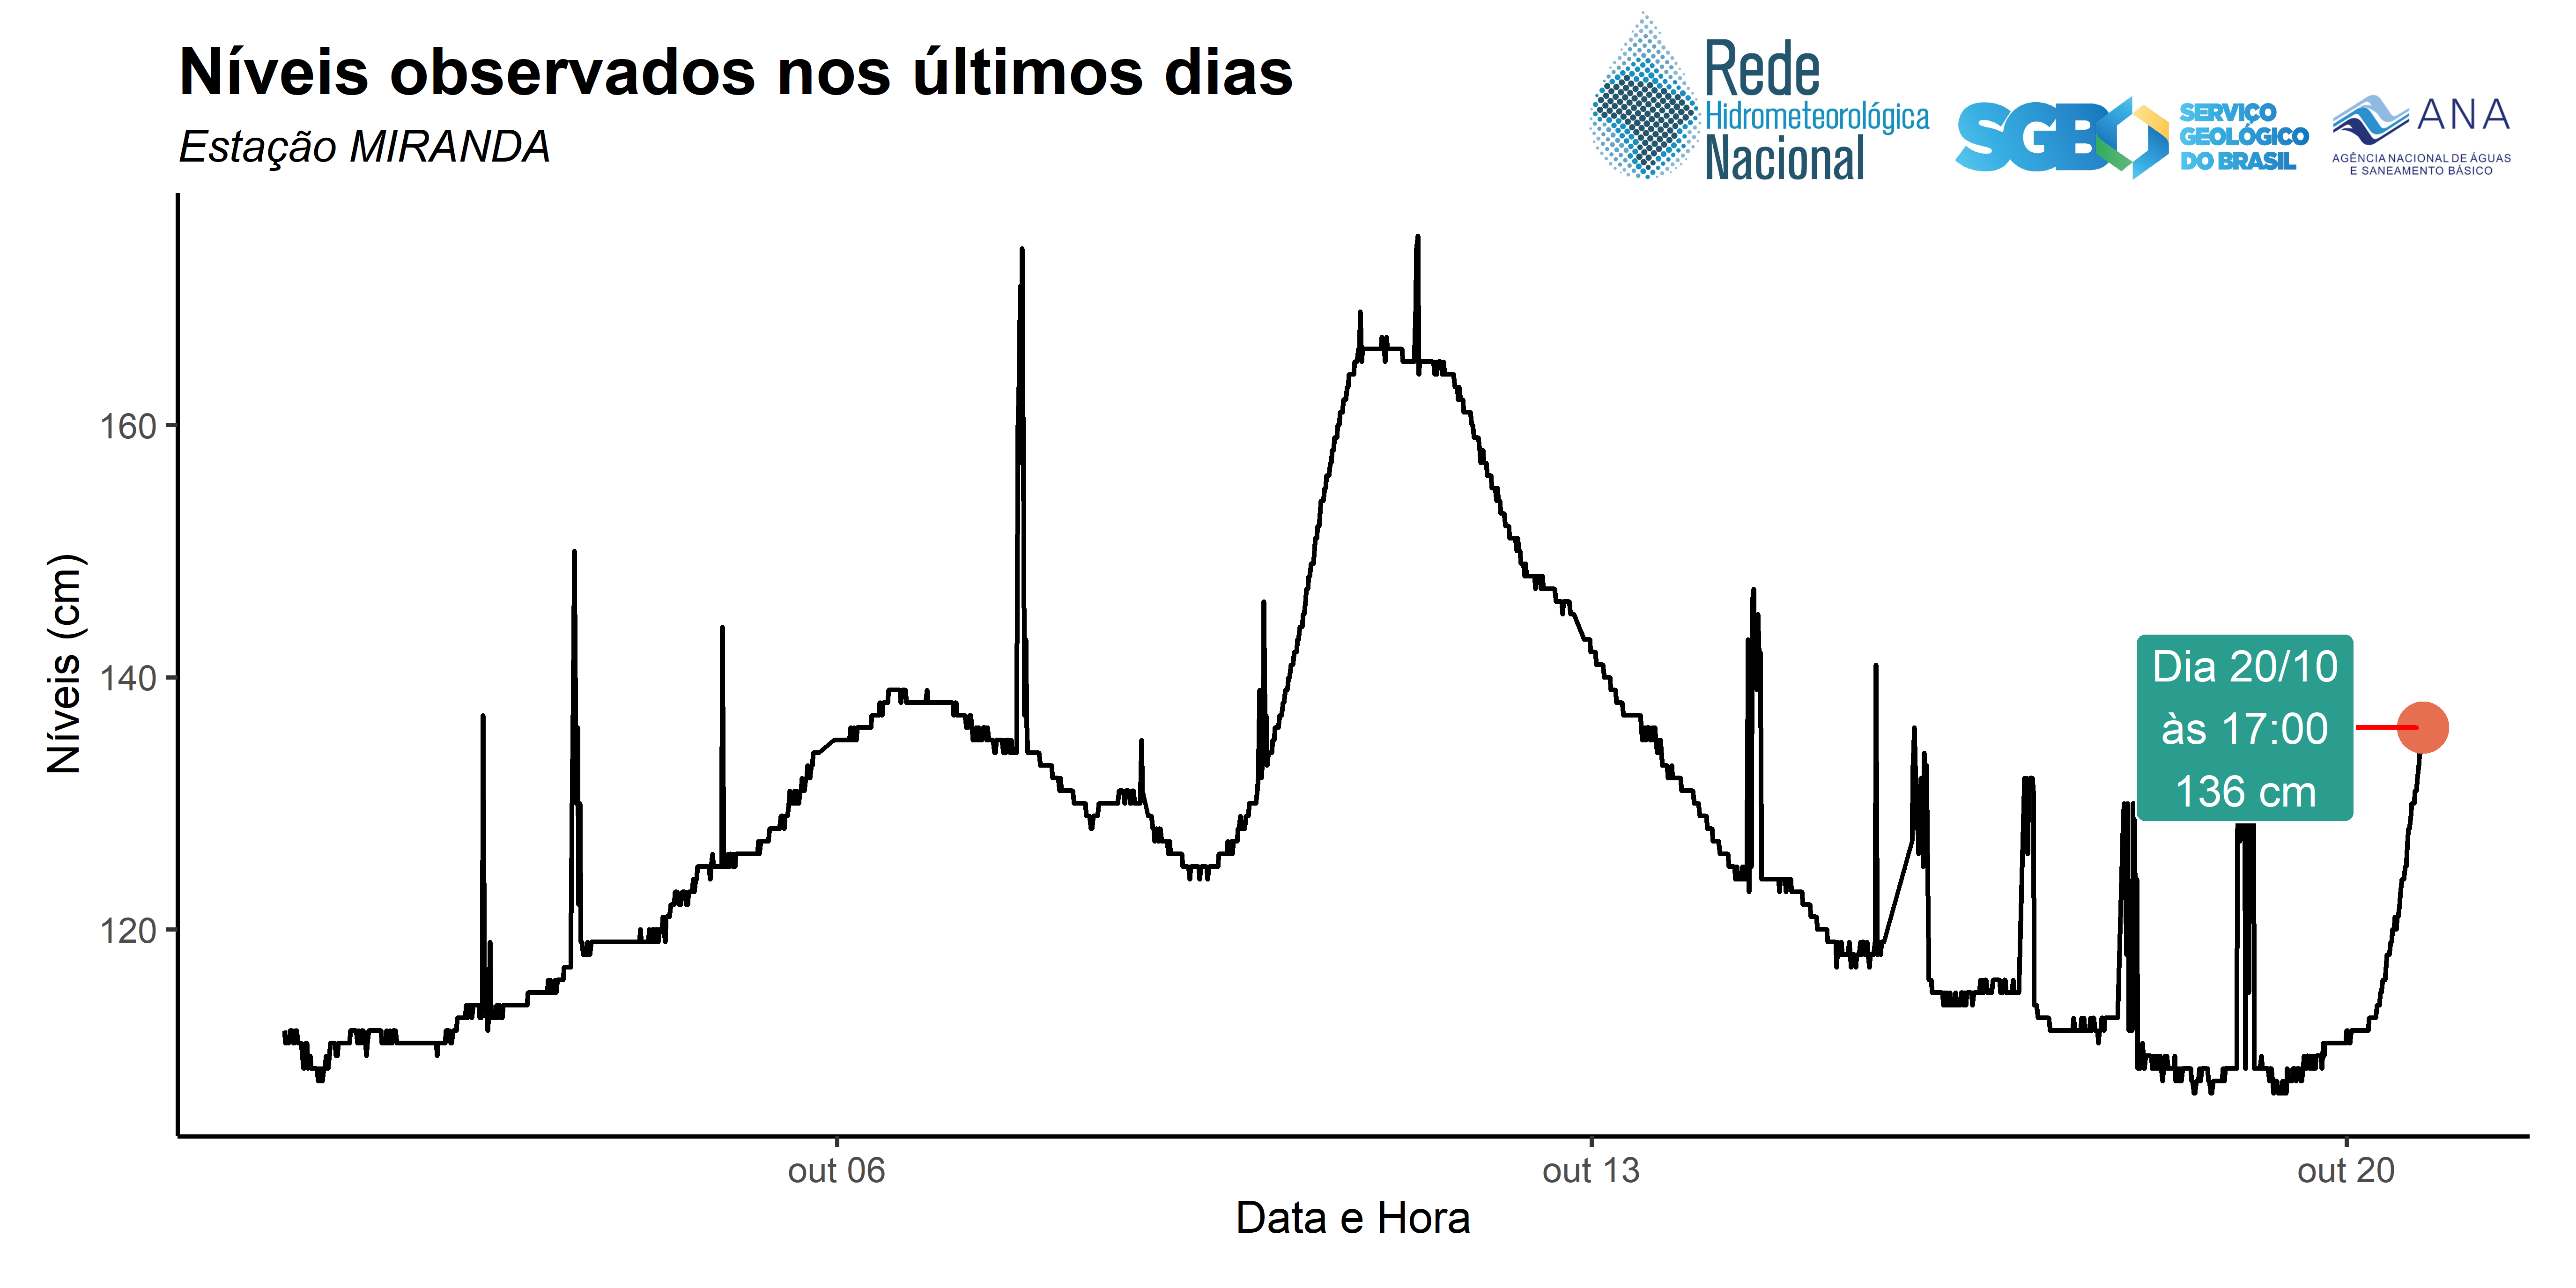 Níveis observados nos últimos dias
Estação MIRANDA
Rede
Hidrometeorológica
Nacional
SGB
SERVIÇO
GEOLÓGICO
DO BRASIL
ANA
AGÊNCIA NACIONAL DE ÁGUAS
E SANEAMENTO BÁSICO
Níveis (cm)
160
140
120
Dia 20/10
às 17:00
136 cm
out 06
out 13
out 20
Data e Hora